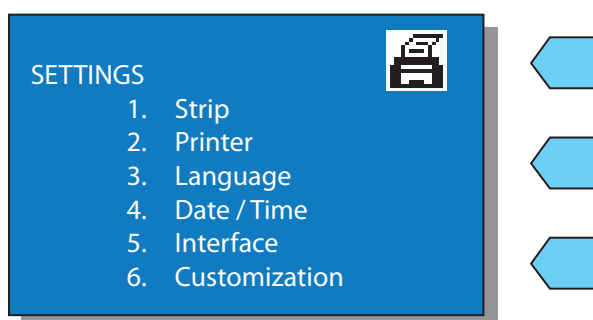 SETTINGS
1. Strip
2. Printer
3. Language
4. Date / Time
5. Interface
6. Customization